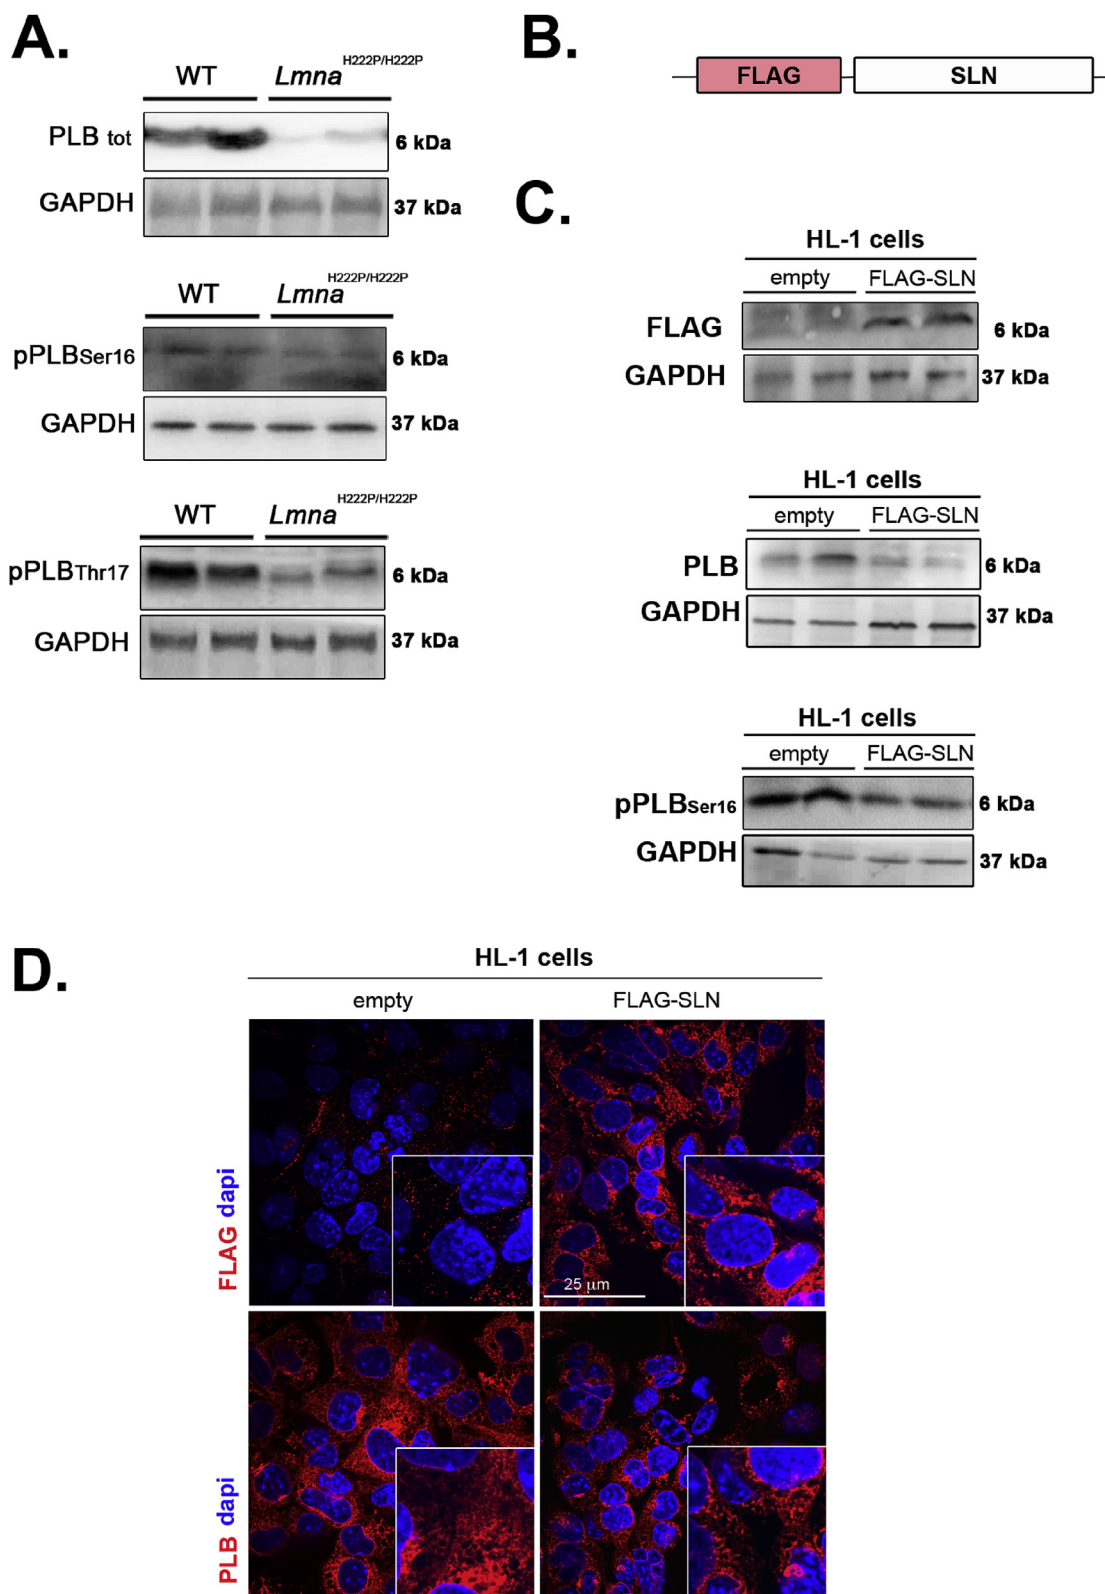 A.
WT Lmna H222P/H222P
PLB tot 6 kDa
GAPDH 37 kDa
WT Lmna H222P/H222P
pPLBSer16 6 kDa
GAPDH 37 kDa
WT Lmna H222P/H222P
pPLBThr17 6 kDa
GAPDH 37 kDa
B.
FLAG SLN
C.
HL-1 cells
empty FLAG-SLN
FLAG 6 kDa
GAPDH 37 kDa
HL-1 cells
empty FLAG-SLN
PLB 6 kDa
GAPDH 37 kDa
HL-1 cells
empty FLAG-SLN
pPLBSer16 6 kDa
GAPDH 37 kDa
D.
HL-1 cells
empty FLAG-SLN
FLAG dapi
25 μm
PLB dapi